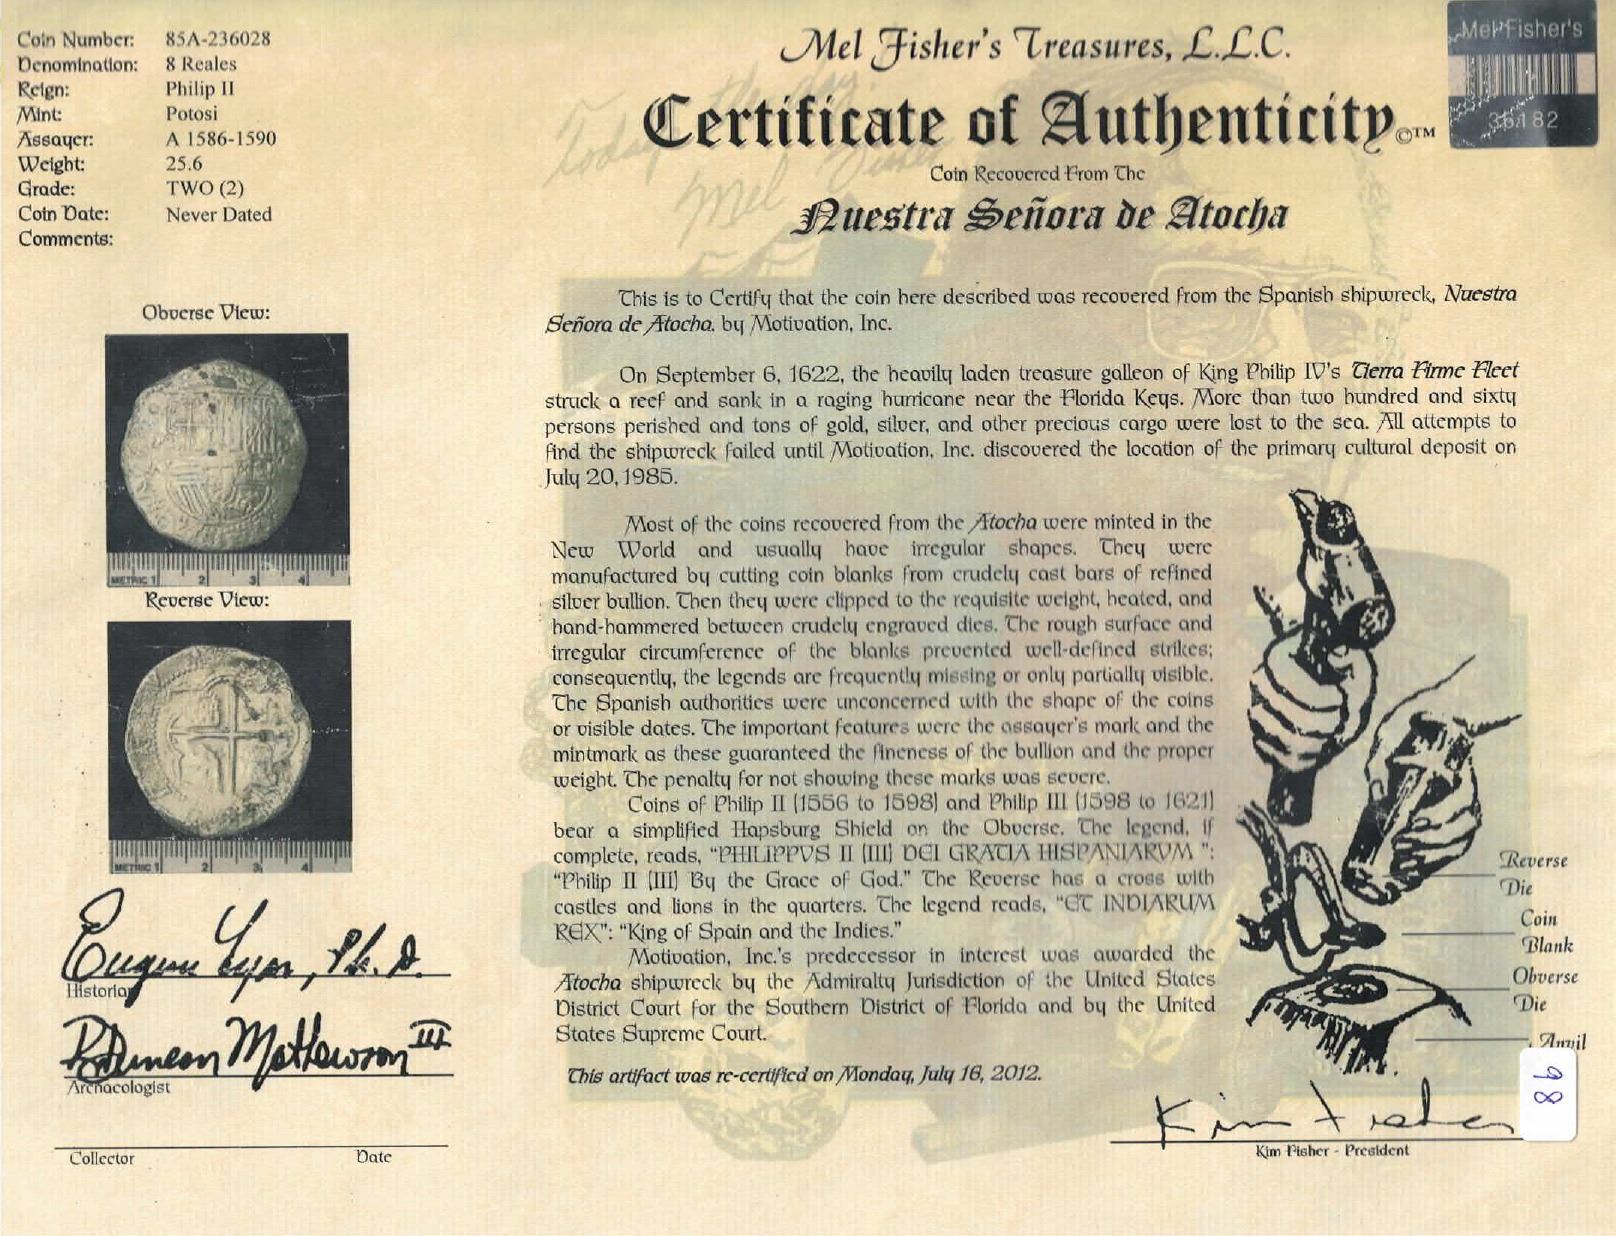 Coin Number: 85A-236028
Denomination: 8 Reales
Reign: Philip II
Mint: Potosi
Assayer: A 1586-1590
Weight: 25.6
Grade: TWO (2)
Coin Date: Never Dated
Comments:
Obverse View:
METRIC 1 2 3 4
Reverse View:
METRIC 1 2 3 4
Eugene Lyon, Ph.D.
Historian
R Duncan Mathewson III
Archaeologist
Collector Date
Mel Fisher's Treasures, L.L.C.
Certificate of Authenticity ©™
Coin Recovered From The
Nuestra Señora de Atocha
Mel Fisher's
36182
Today
the day.
Mel Fisher
This is to Certify that the coin here described was recovered from the Spanish shipwreck, Nuestra
Señora de Atocha, by Motivation, Inc.
On September 6, 1622, the heavily laden treasure galleon of King Philip IV's Tierra Firme Fleet
struck a reef and sank in a raging hurricane near the Florida Keys. More than two hundred and sixty
persons perished and tons of gold, silver, and other precious cargo were lost to the sea. All attempts to
find the shipwreck failed until Motivation, Inc. discovered the location of the primary cultural deposit on
July 20, 1985.
Most of the coins recovered from the Atocha were minted in the
New World and usually have irregular shapes. They were
manufactured by cutting coin blanks from crudely cast bars of refined
silver bullion. Then they were clipped to the requisite weight, heated, and
hand-hammered between crudely engraved dies. The rough surface and
irregular circumference of the blanks prevented well-defined strikes;
consequently, the legends are frequently missing or only partially visible.
The Spanish authorities were unconcerned with the shape of the coins
or visible dates. The important features were the assayer's mark and the
mintmark as these guaranteed the fineness of the bullion and the proper
weight. The penalty for not showing these marks was severe.
Coins of Philip II (1556 to 1598) and Philip III (1598 to 1621)
bear a simplified Hapsburg Shield on the Obverse. The legend, if
complete, reads, "PHILIPPVS II (III) DEI GRATIA HISPANIARVM ":
"Philip II (III) By the Grace of God." The Reverse has a cross with
castles and lions in the quarters. The legend reads, "ET INDIARUM
REX": "King of Spain and the Indies."
Motivation, Inc.'s predecessor in interest was awarded the
Atocha shipwreck by the Admiralty Jurisdiction of the United States
District Court for the Southern District of Florida and by the United
States Supreme Court.
This artifact was re-certified on Monday, July 16, 2012.
Reverse
Die
Coin
Blank
Obverse
Die
Anvil
98
Kim Fisher
Kim Fisher - President